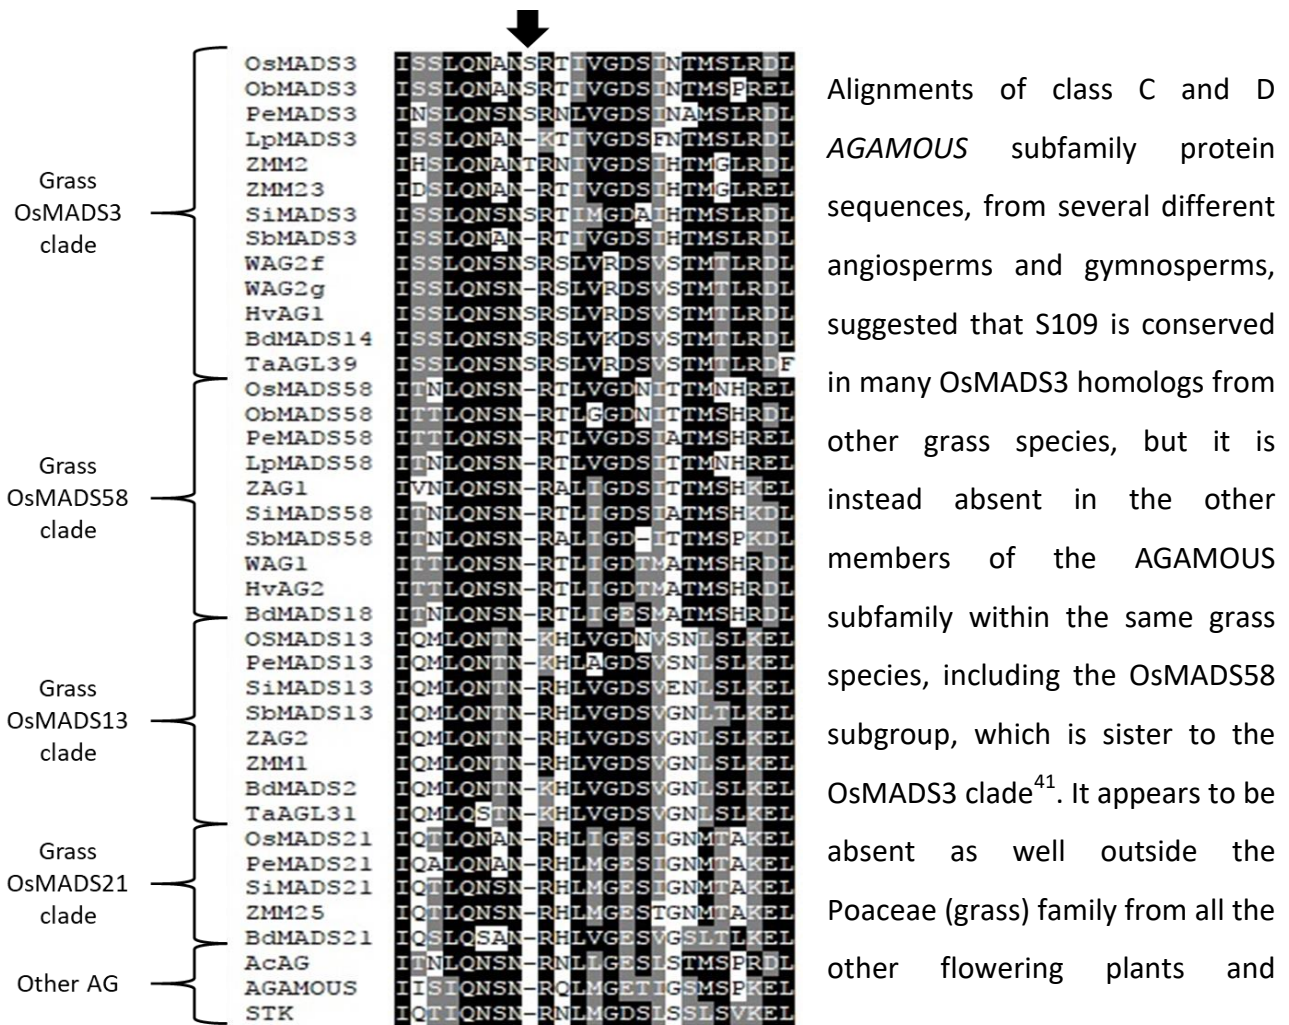 Grass
OsMADS3
clade
OsMADS3 ISSLQNANSRTIVGDSINTMSLRDL
ObMADS3 ISSLQNANSRTIVGDSINTMSPREL
PeMADS3 INSLQNSNSRNLVGDSINAMSLRDL
LpMADS3 ISSLQNAN-KTLVGDSFNTMSLRDL
ZMM2 IHSLQNANTRNIVGDSIHTMGLRDL
ZMM23 IDSLQNAN-RTIVGDSIHTMGLREL
SiMADS3 ISSLQNSNSRTIMGDAIHTMSLRDL
SbMADS3 ISSLQNAN-RTIVGDSIHTMSLRDL
WAG2f ISSLQNSNSRSLVRDSVSTMTLRDL
WAG2g ISSLQNSN-RSLVRDSVSTMTLRDL
HvAG1 ISSLQNSNSRSLVRDSVSTMTLRDL
BdMADS14 ISSLQNSNSRSLVKDSVSTMTLRDL
TaAGL39 ISSLQNSNSRSLVRDSVSTMTLRDF
Grass
OsMADS58
clade
OsMADS58 ITNLQNSN-RTLVGDNITTMNHREL
ObMADS58 ITTLQNSN-RTLGGDNITTMSHRDL
PeMADS58 ITTLQNSN-RTLVGDSIATMSHREL
LpMADS58 ITNLQNSN-RTLVGDSITTMNHREL
ZAG1 IVNLQNSN-RALIGDSITTMSHKEL
SiMADS58 ITNLQNSN-RTLIGDSIATMSHKDL
SbMADS58 ITNLQNSN-RALIGD-ITTMSPKDL
WAG1 ITTLQNSN-RTLIGDTMATMSHRDL
HvAG2 ITTLQNSN-RTLIGDTMATMSHRDL
BdMADS18 ITNLQNSN-RTLIGESMATMSHRDL
Grass
OsMADS13
clade
OSMADS13 IQMLQNTN-KHLVGDNVSNLSLKEL
PeMADS13 IQMLQNTN-KHLAGDSVSNLSLKEL
SiMADS13 IQMLQNTN-RHLVGDSVENLSLKEL
SbMADS13 IQMLQNTN-RHLVGDSVGNLTLKEL
ZAG2 IQMLQNTN-RHLVGDSVGNLSLKEL
ZMM1 IQMLQNTN-RHLVGDSVGNLSLKEL
BdMADS2 IQMLQNTN-KHLVGDSVGNLSLKEL
TaAGL31 IQMLQSTN-KHLVGDSVGNLSLKEL
Grass
OsMADS21
clade
OsMADS21 IQTLQNAN-RHLIGESIGNMTAKEL
PeMADS21 IQALQNAN-RHLMGESIGNMTAKEL
SiMADS21 IQTLQNSN-RHLMGESIGNMTAKEL
ZMM25 IQTLQNSN-RHLMGESTGNMTAKEL
BdMADS21 IQSLQSAN-RHLVGESVGSLTLKEL
Other AG
AcAG ITNLQNSN-RNLLGESLSTMSPRDL
AGAMOUS IISIQNSN-RQLMGETIGSMSPKEL
STK IQTIQNSN-RNLMGDSLSSLSVKEL
Alignments of class C and D
AGAMOUS subfamily protein
sequences, from several different
angiosperms and gymnosperms,
suggested that S109 is conserved
in many OsMADS3 homologs from
other grass species, but it is
instead absent in the other
members of the AGAMOUS
subfamily within the same grass
species, including the OsMADS58
subgroup, which is sister to the
OsMADS3 clade41. It appears to be
absent as well outside the
Poaceae (grass) family from all the
other flowering plants and